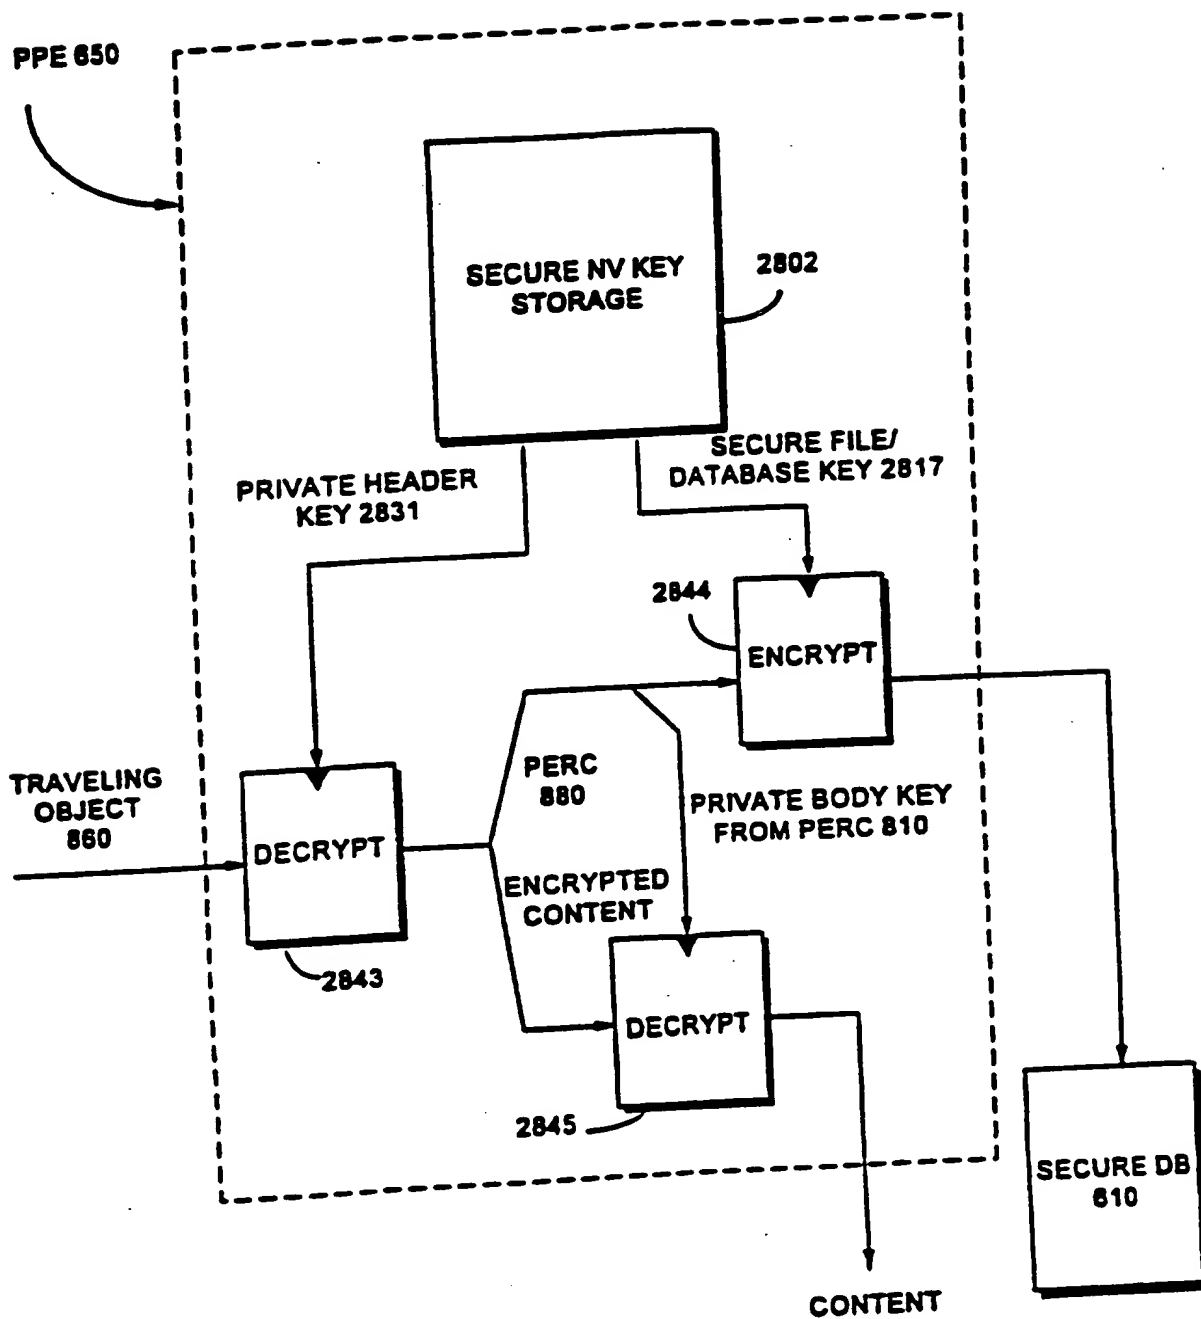 PPE 650
SECURE NV KEY
STORAGE
2802
SECURE FILE/
DATABASE KEY 2817
PRIVATE HEADER
KEY 2831
2844
ENCRYPT
TRAVELING
OBJECT
860
DECRYPT
PERC
880
PRIVATE BODY KEY
FROM PERC 810
ENCRYPTED
CONTENT
2843
DECRYPT
2845
SECURE DB
610
CONTENT